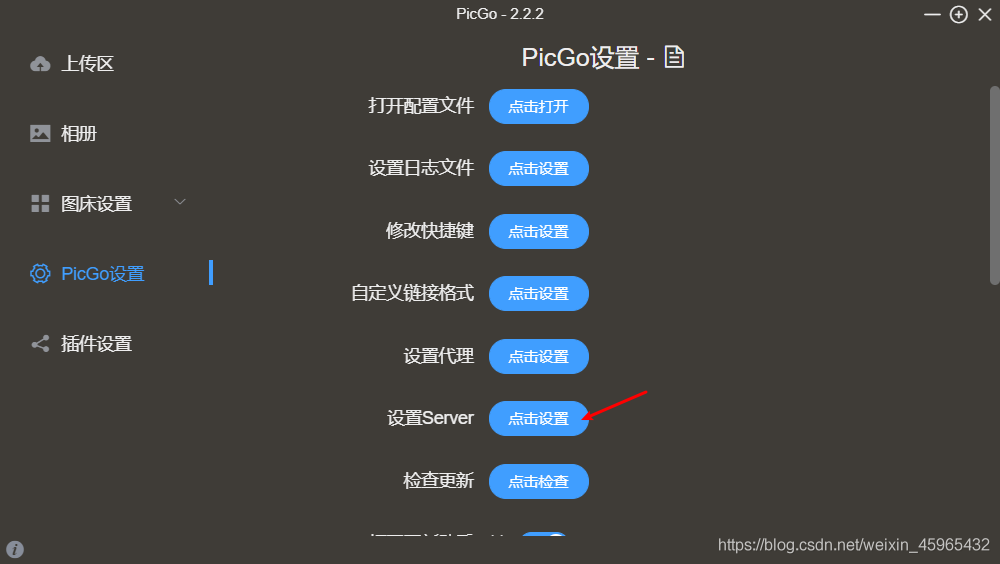 PicGo - 2.2.2
上传区
相册
图床设置
PicGo设置
插件设置
PicGo设置 -
打开配置文件 点击打开
设置日志文件 点击设置
修改快捷键 点击设置
自定义链接格式 点击设置
设置代理 点击设置
设置Server 点击设置
检查更新 点击检查
https://blog.csdn.net/weixin_45965432